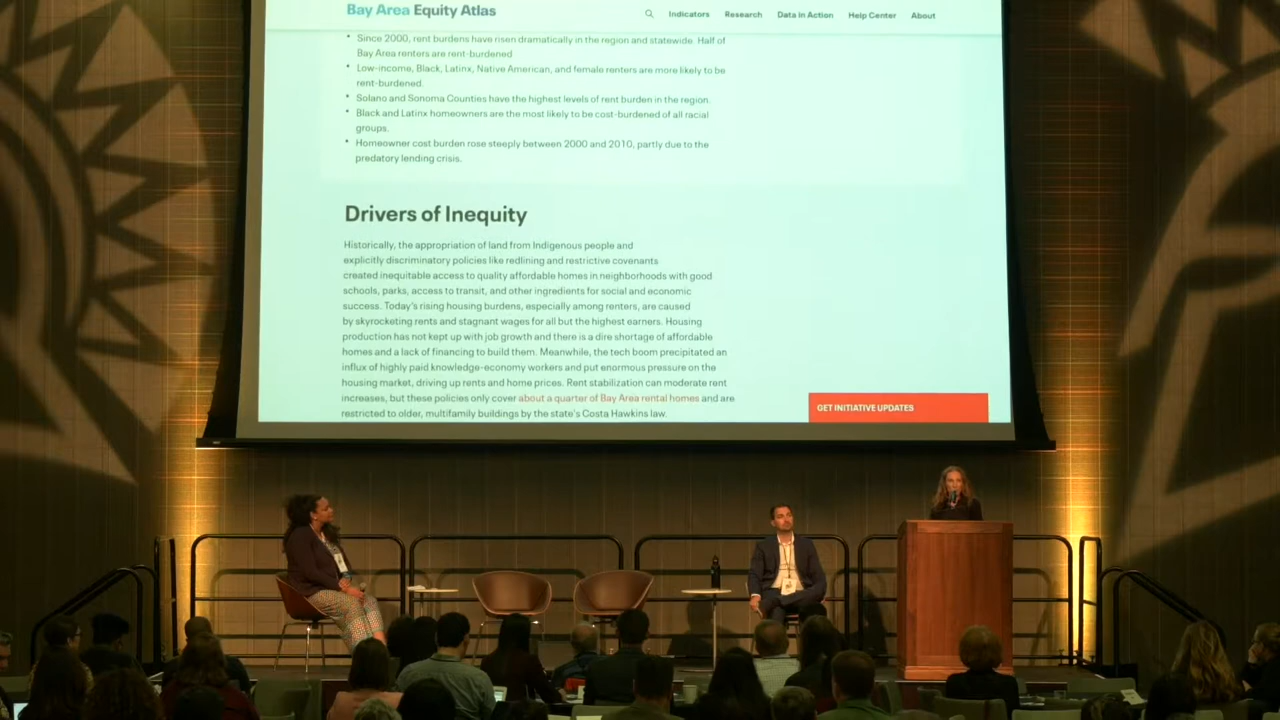 Bay Area Equity Atlas
Indicators Research Data in Action Help Center About
• Since 2000, rent burdens have risen dramatically in the region and statewide. Half of
Bay Area renters are rent-burdened
• Low-income, Black, Latinx, Native American, and female renters are more likely to be
rent-burdened.
• Solano and Sonoma Counties have the highest levels of rent burden in the region.
• Black and Latinx homeowners are the most likely to be cost-burdened of all racial
groups.
• Homeowner cost burden rose steeply between 2000 and 2010, partly due to the
predatory lending crisis.
Drivers of Inequity
Historically, the appropriation of land from Indigenous people and
explicitly discriminatory policies like redlining and restrictive covenants
created inequitable access to quality affordable homes in neighborhoods with good
schools, parks, access to transit, and other ingredients for social and economic
success. Today's rising housing burdens, especially among renters, are caused
by skyrocketing rents and stagnant wages for all but the highest earners. Housing
production has not kept up with job growth and there is a dire shortage of affordable
homes and a lack of financing to build them. Meanwhile, the tech boom precipitated an
influx of highly paid knowledge-economy workers and put enormous pressure on the
housing market, driving up rents and home prices. Rent stabilization can moderate rent
increases, but these policies only cover about a quarter of Bay Area rental homes and are
restricted to older, multifamily buildings by the state's Costa Hawkins law.
GET INITIATIVE UPDATES